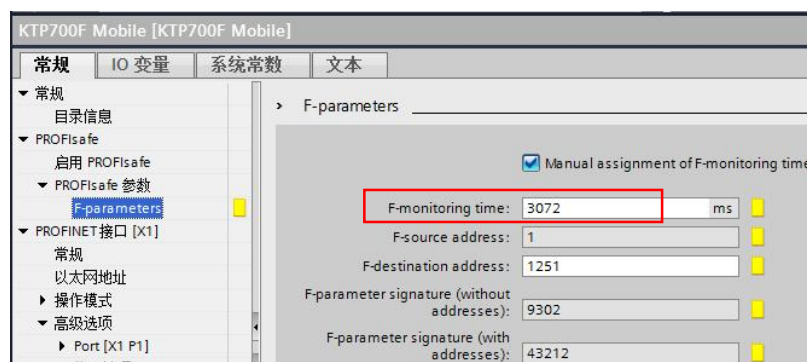 KTP700F Mobile [KTP700F Mobile]
常规 IO 变量 系统常数 文本
常规
目录信息
PROFIsafe
启用 PROFIsafe
PROFIsafe 参数
F-parameters
PROFINET接口 [X1]
常规
以太网地址
操作模式
高级选项
Port [X1 P1]
F-parameters
Manual assignment of F-monitoring time
F-monitoring time: 3072 ms
F-source address: 1
F-destination address: 1251
F-parameter signature (without
addresses): 9302
F-parameter signature (with
addresses): 43212